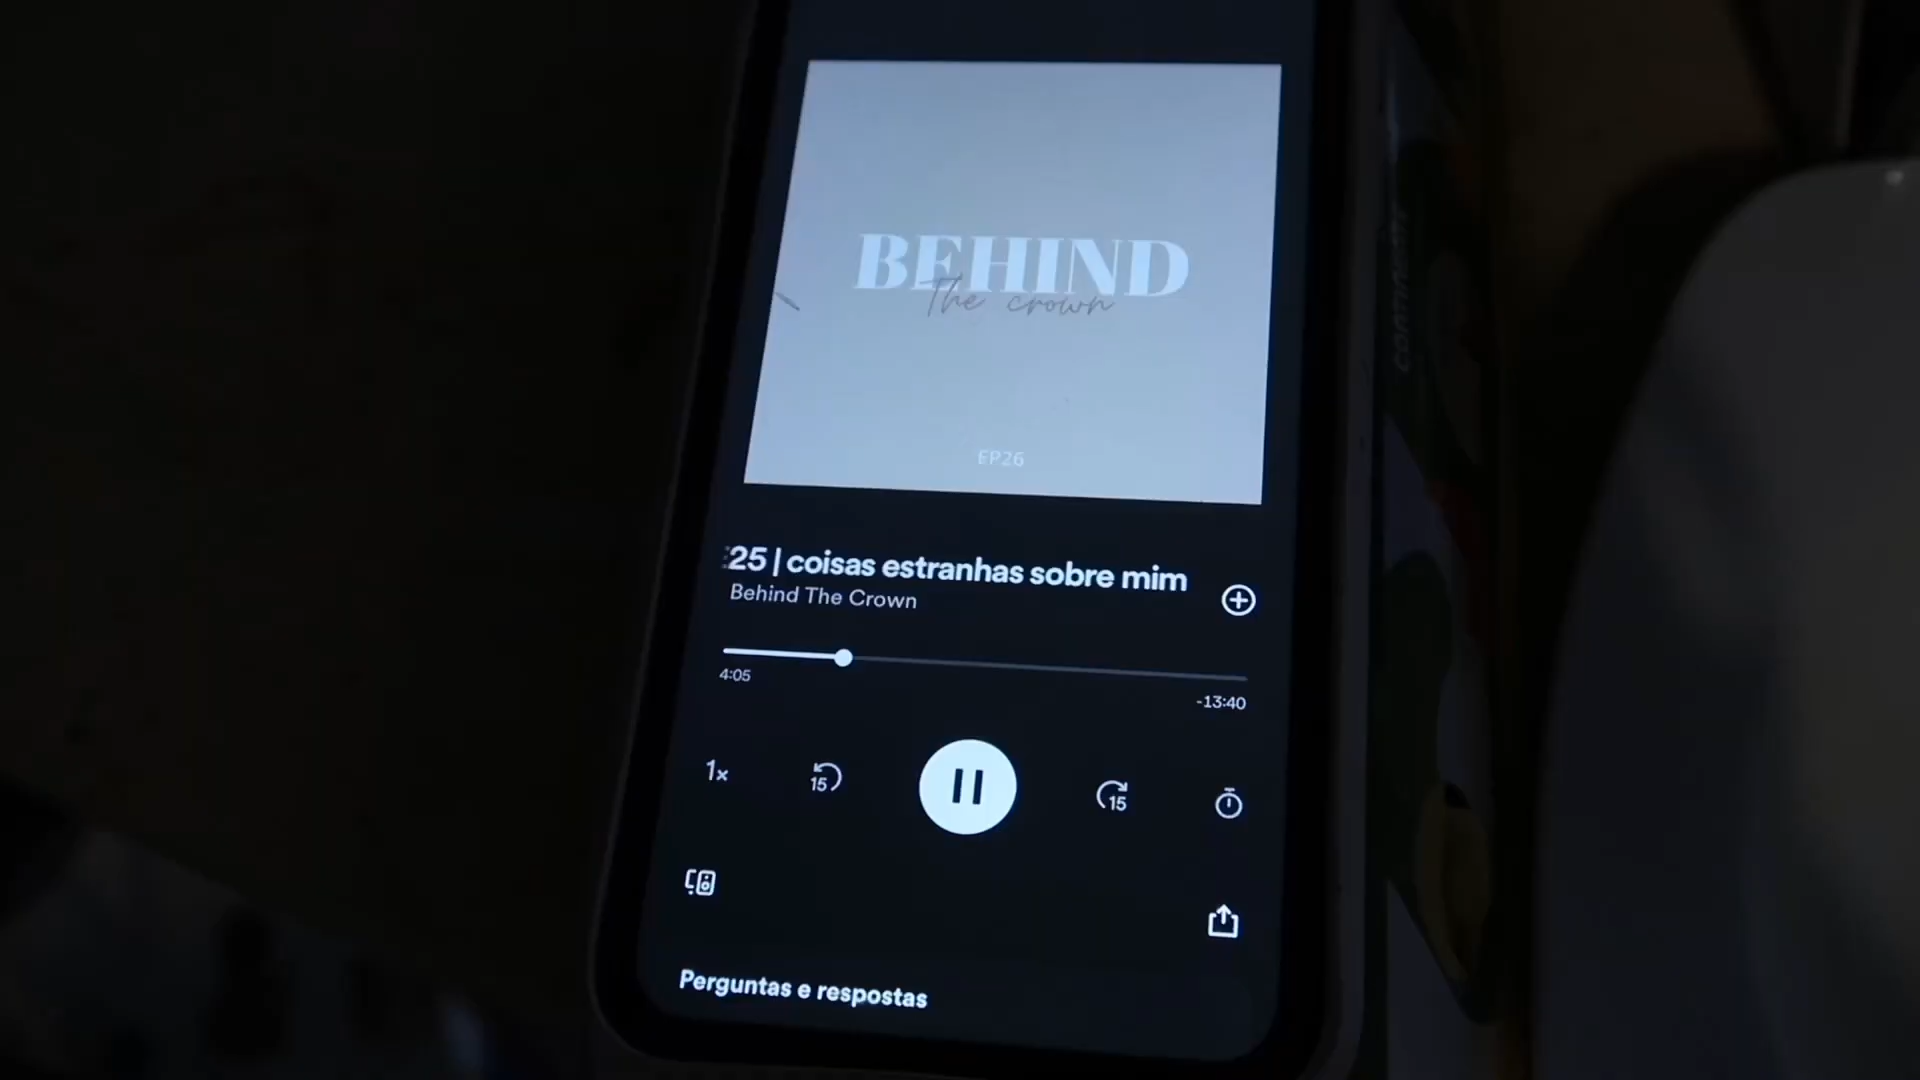 BEHIND
The crown
EP26
25 | coisas estranhas sobre mim
Behind The Crown
4:05
-13:40
1x
15
15
Perguntas e respostas